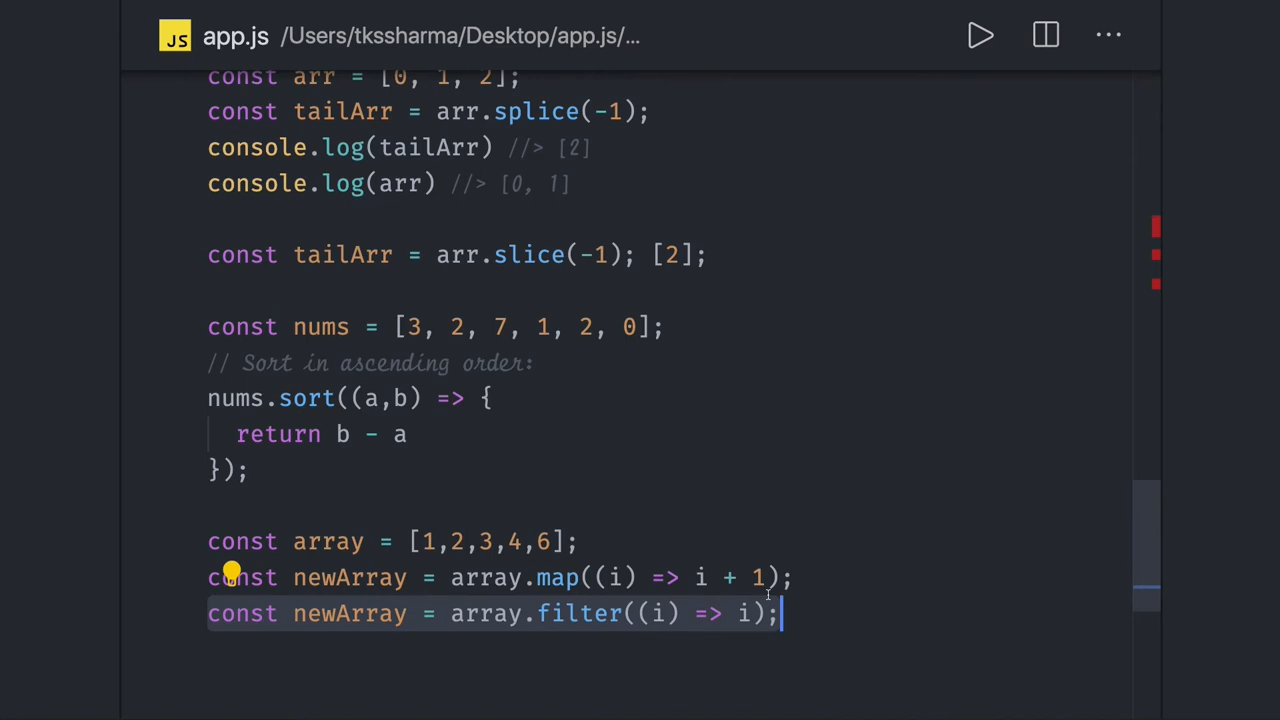 JS app.js /Users/tkssharma/Desktop/app.js/...
const arr = [0, 1, 2];
const tailArr = arr.splice(-1);
console.log(tailArr) //> [2]
console.log(arr) //> [0, 1]
const tailArr = arr.slice(-1); [2];
const nums = [3, 2, 7, 1, 2, 0];
// Sort in ascending order:
nums.sort((a,b) => {
return b - a
});
const array = [1,2,3,4,6];
const newArray = array.map((i) => i + 1);
const newArray = array.filter((i) => i);